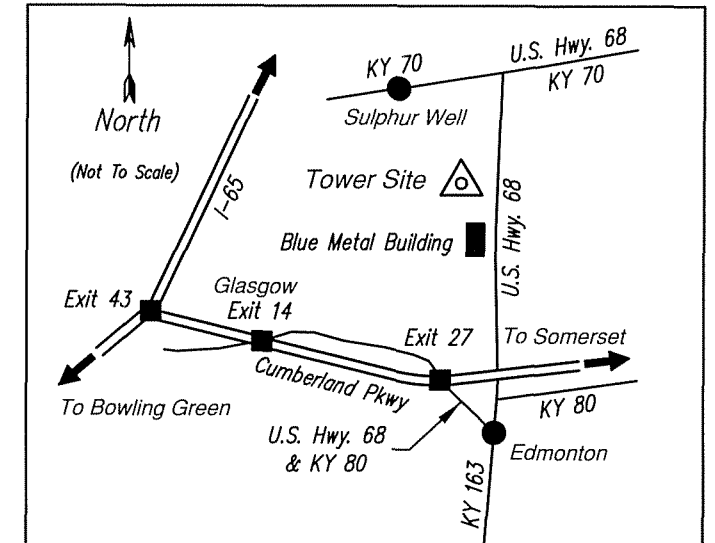 U.S. Hwy. 68
KY 70
KY 70
Sulphur Well
North
(Not To Scale)
Tower Site
I-65
U.S. Hwy. 68
Blue Metal Building
Glasgow
Exit 43
Exit 14
Exit 27
To Somerset
Cumberland Pkwy
To Bowling Green
KY 80
U.S. Hwy. 68
& KY 80
Edmonton
KY 163